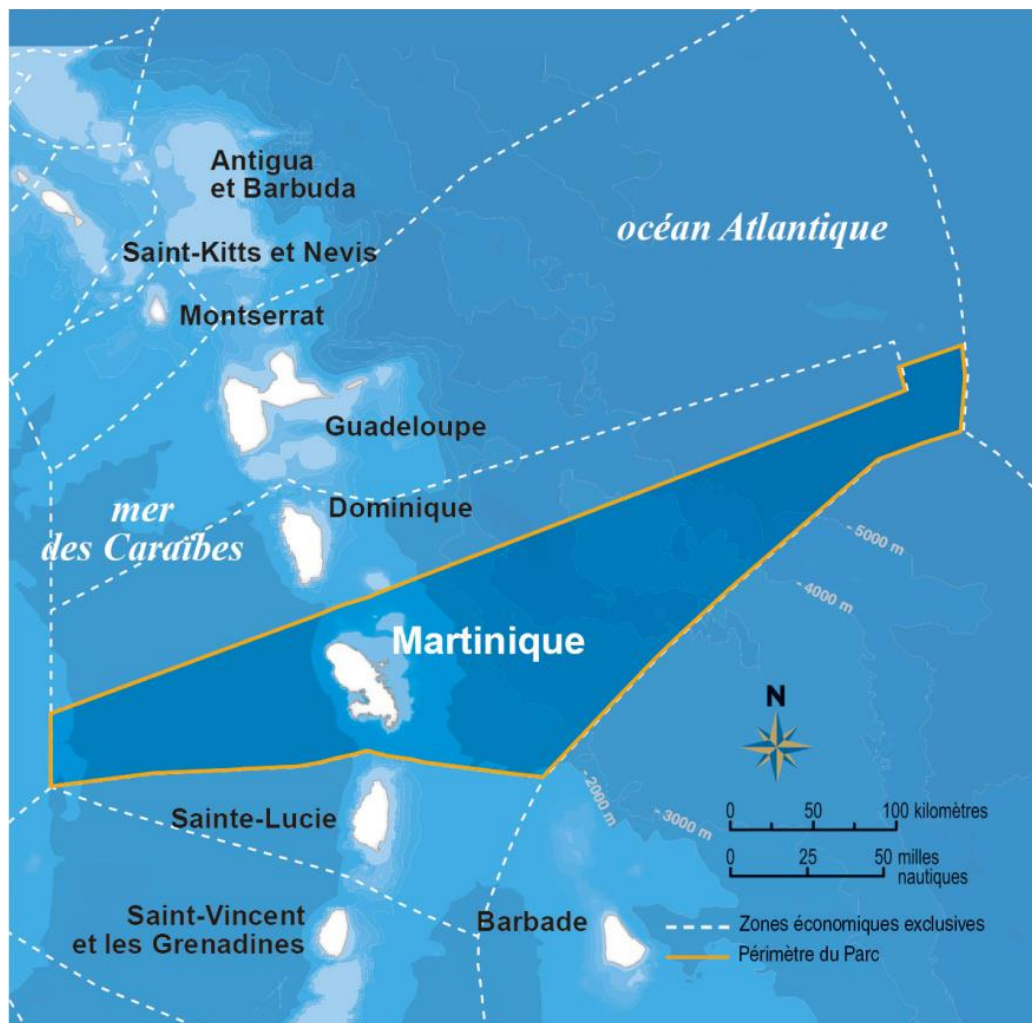 Antigua
et Barbuda
océan Atlantique
Saint-Kitts et Nevis
Montserrat
Guadeloupe
mer
des Caraïbes
Dominique
- 5000 m
- 4000 m
Martinique
N
- 2000 m
- 3000 m
0 50 100 kilomètres
0 25 50 milles
nautiques
Sainte-Lucie
Saint-Vincent
et les Grenadines
Barbade
Zones économiques exclusives
Périmètre du Parc